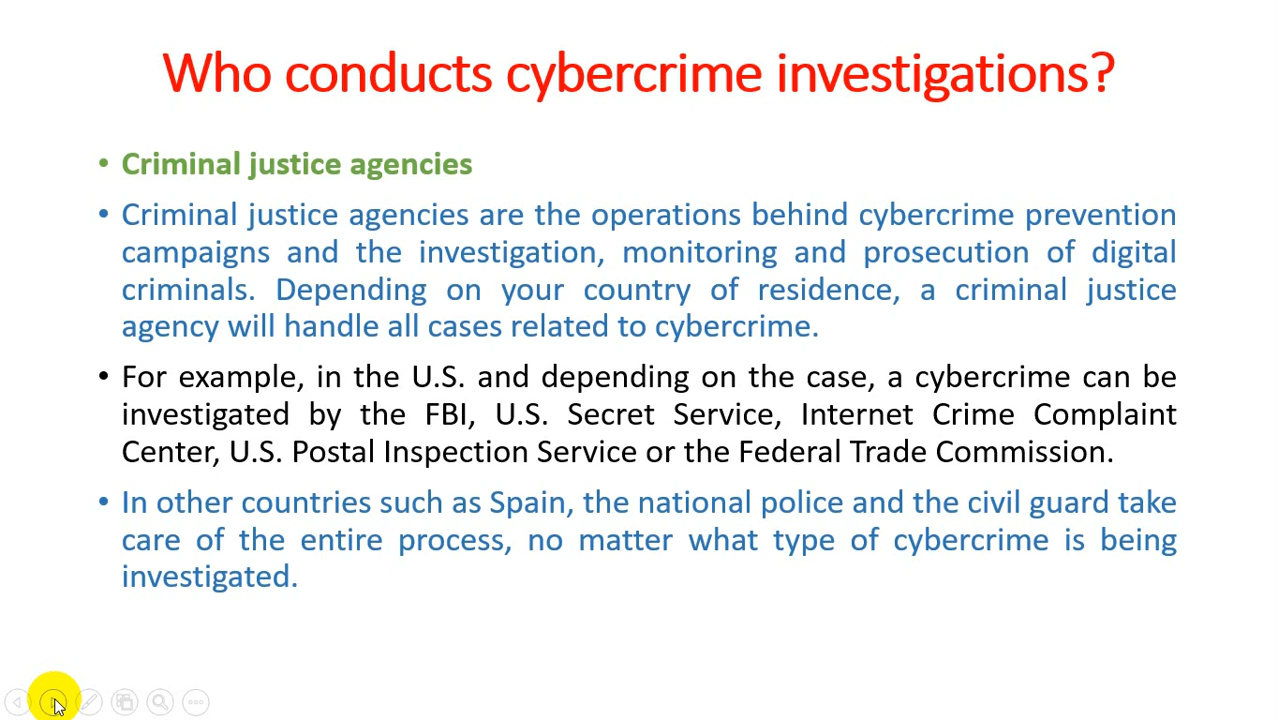 Who conducts cybercrime investigations?
• Criminal justice agencies
• Criminal justice agencies are the operations behind cybercrime prevention
campaigns and the investigation, monitoring and prosecution of digital
criminals. Depending on your country of residence, a criminal justice
agency will handle all cases related to cybercrime.
• For example, in the U.S. and depending on the case, a cybercrime can be
investigated by the FBI, U.S. Secret Service, Internet Crime Complaint
Center, U.S. Postal Inspection Service or the Federal Trade Commission.
• In other countries such as Spain, the national police and the civil guard take
care of the entire process, no matter what type of cybercrime is being
investigated.